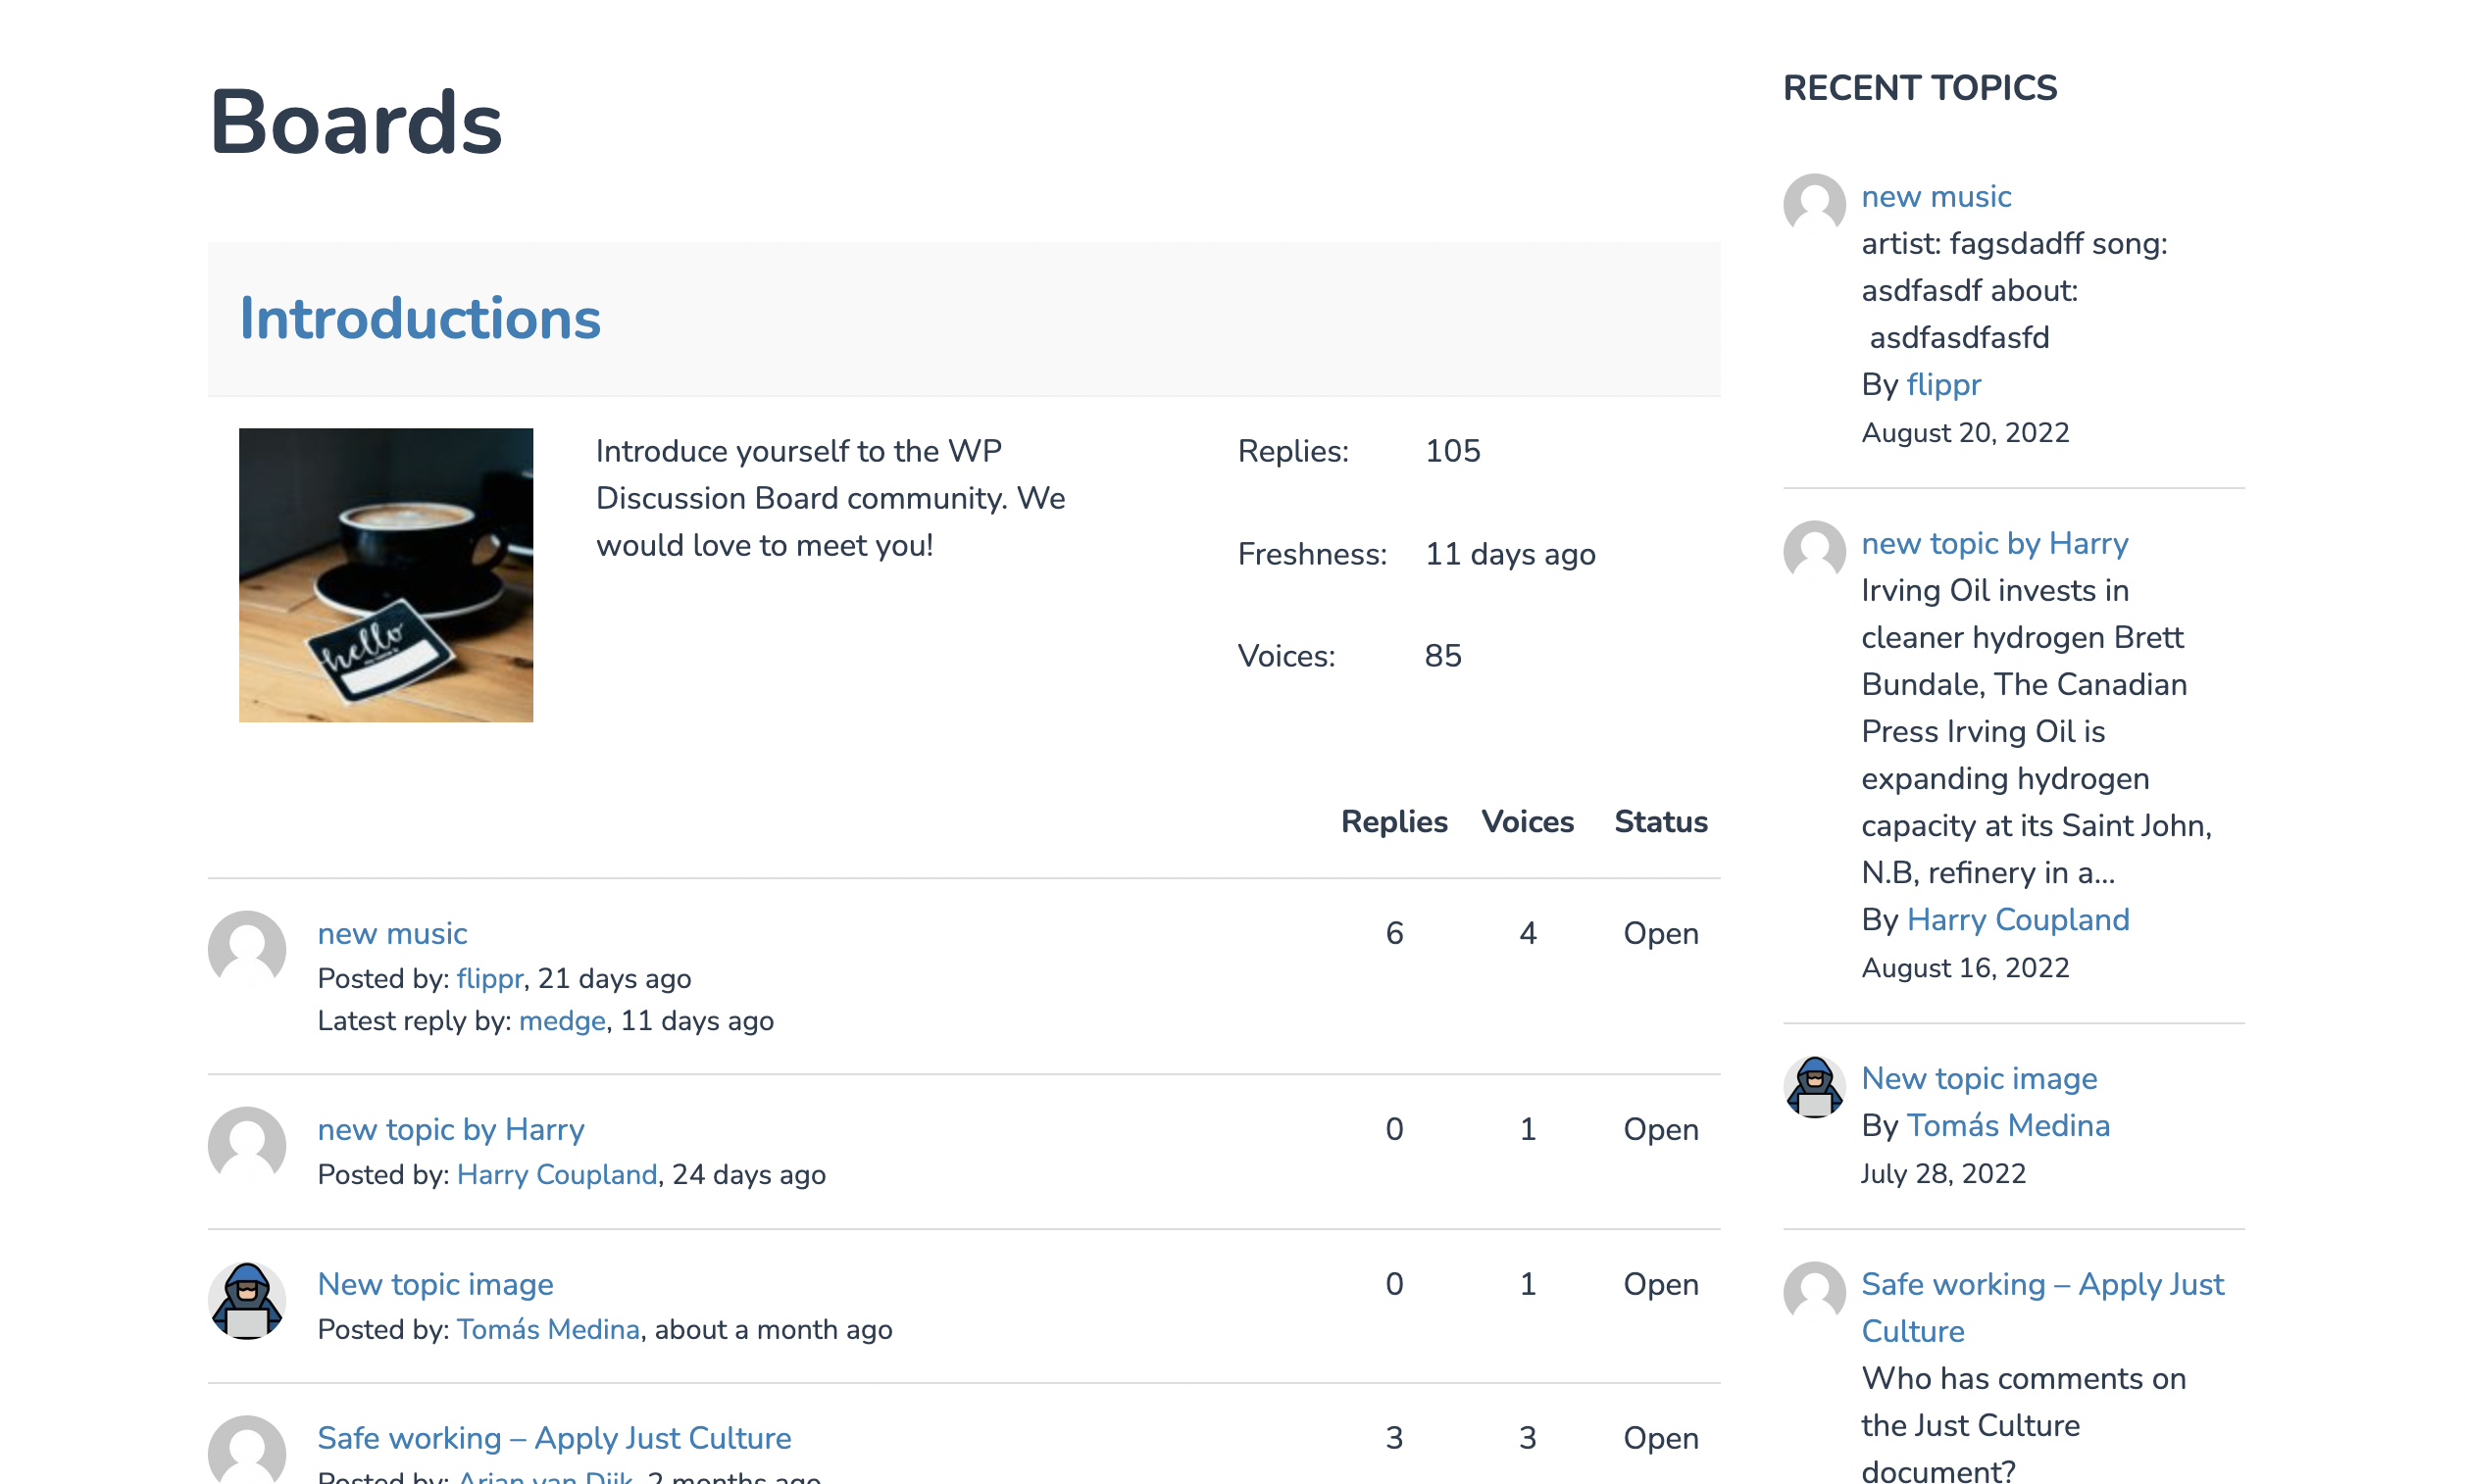 Boards
Introductions
hello
Introduce yourself to the WP
Discussion Board community. We
would love to meet you!
Replies: 105
Freshness: 11 days ago
Voices: 85
Replies Voices Status
new music 6 4 Open
Posted by: flippr, 21 days ago
Latest reply by: medge, 11 days ago
new topic by Harry 0 1 Open
Posted by: Harry Coupland, 24 days ago
New topic image 0 1 Open
Posted by: Tomás Medina, about a month ago
Safe working – Apply Just Culture 3 3 Open
Posted by: Arjan van Dijk, 2 months ago
RECENT TOPICS
new music
artist: fagsdadff song:
asdfasdf about:
asdfasdfasfd
By flippr
August 20, 2022
new topic by Harry
Irving Oil invests in
cleaner hydrogen Brett
Bundale, The Canadian
Press Irving Oil is
expanding hydrogen
capacity at its Saint John,
N.B, refinery in a...
By Harry Coupland
August 16, 2022
New topic image
By Tomás Medina
July 28, 2022
Safe working – Apply Just
Culture
Who has comments on
the Just Culture
document?